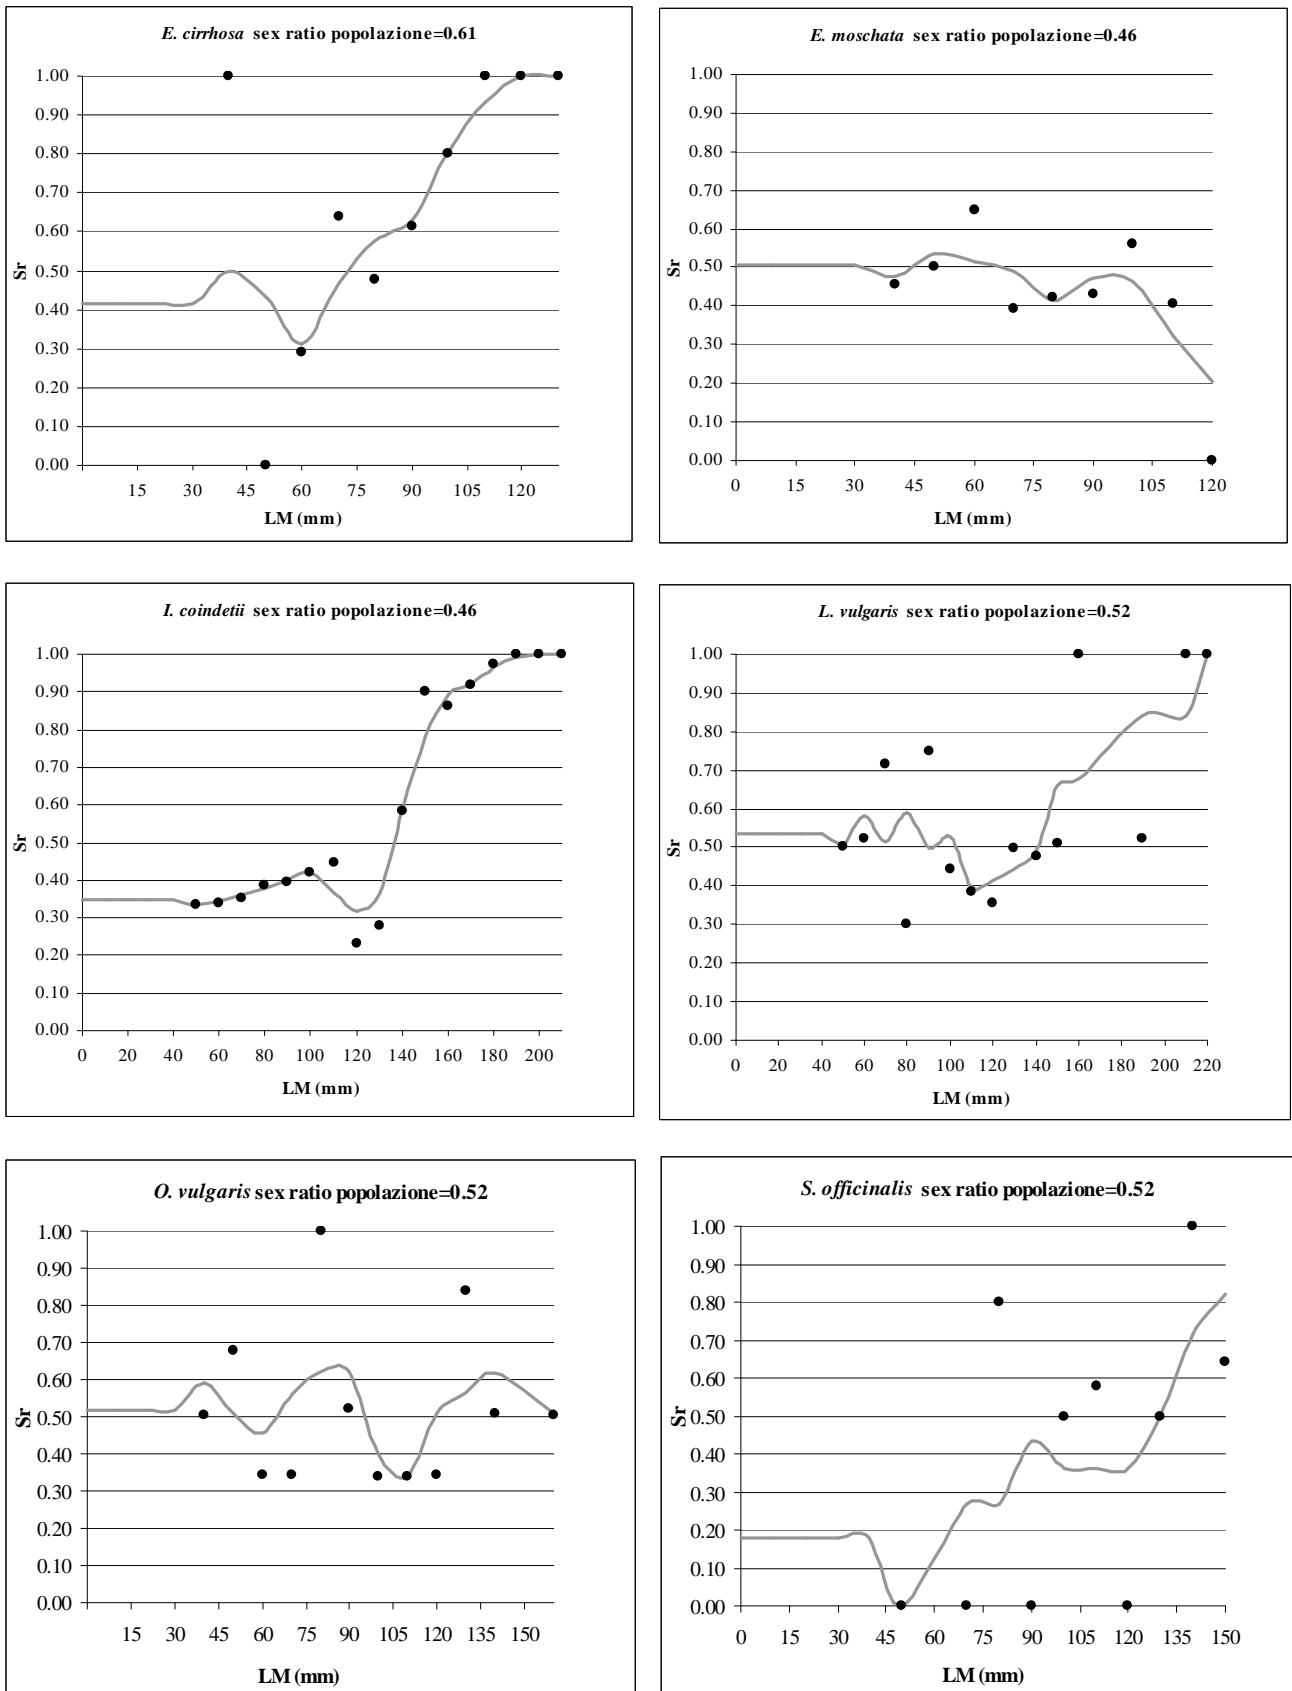 E. cirrhosa sex ratio popolazione=0.61
1.00
0.90
0.80
0.70
0.60
0.50
0.40
0.30
0.20
0.10
0.00
Sr
15 30 45 60 75 90 105 120
LM (mm)
E. moschata sex ratio popolazione=0.46
1.00
0.90
0.80
0.70
0.60
0.50
0.40
0.30
0.20
0.10
0.00
Sr
0 15 30 45 60 75 90 105 120
LM (mm)
I. coindetii sex ratio popolazione=0.46
1.00
0.90
0.80
0.70
0.60
0.50
0.40
0.30
0.20
0.10
0.00
Sr
0 20 40 60 80 100 120 140 160 180 200
LM (mm)
L. vulgaris sex ratio popolazione=0.52
1.00
0.90
0.80
0.70
0.60
0.50
0.40
0.30
0.20
0.10
0.00
Sr
0 20 40 60 80 100 120 140 160 180 200 220
LM (mm)
O. vulgaris sex ratio popolazione=0.52
1.00
0.90
0.80
0.70
0.60
0.50
0.40
0.30
0.20
0.10
0.00
Sr
15 30 45 60 75 90 105 120 135 150
LM (mm)
S. officinalis sex ratio popolazione=0.52
1.00
0.90
0.80
0.70
0.60
0.50
0.40
0.30
0.20
0.10
0.00
Sr
0 15 30 45 60 75 90 105 120 135 150
LM (mm)